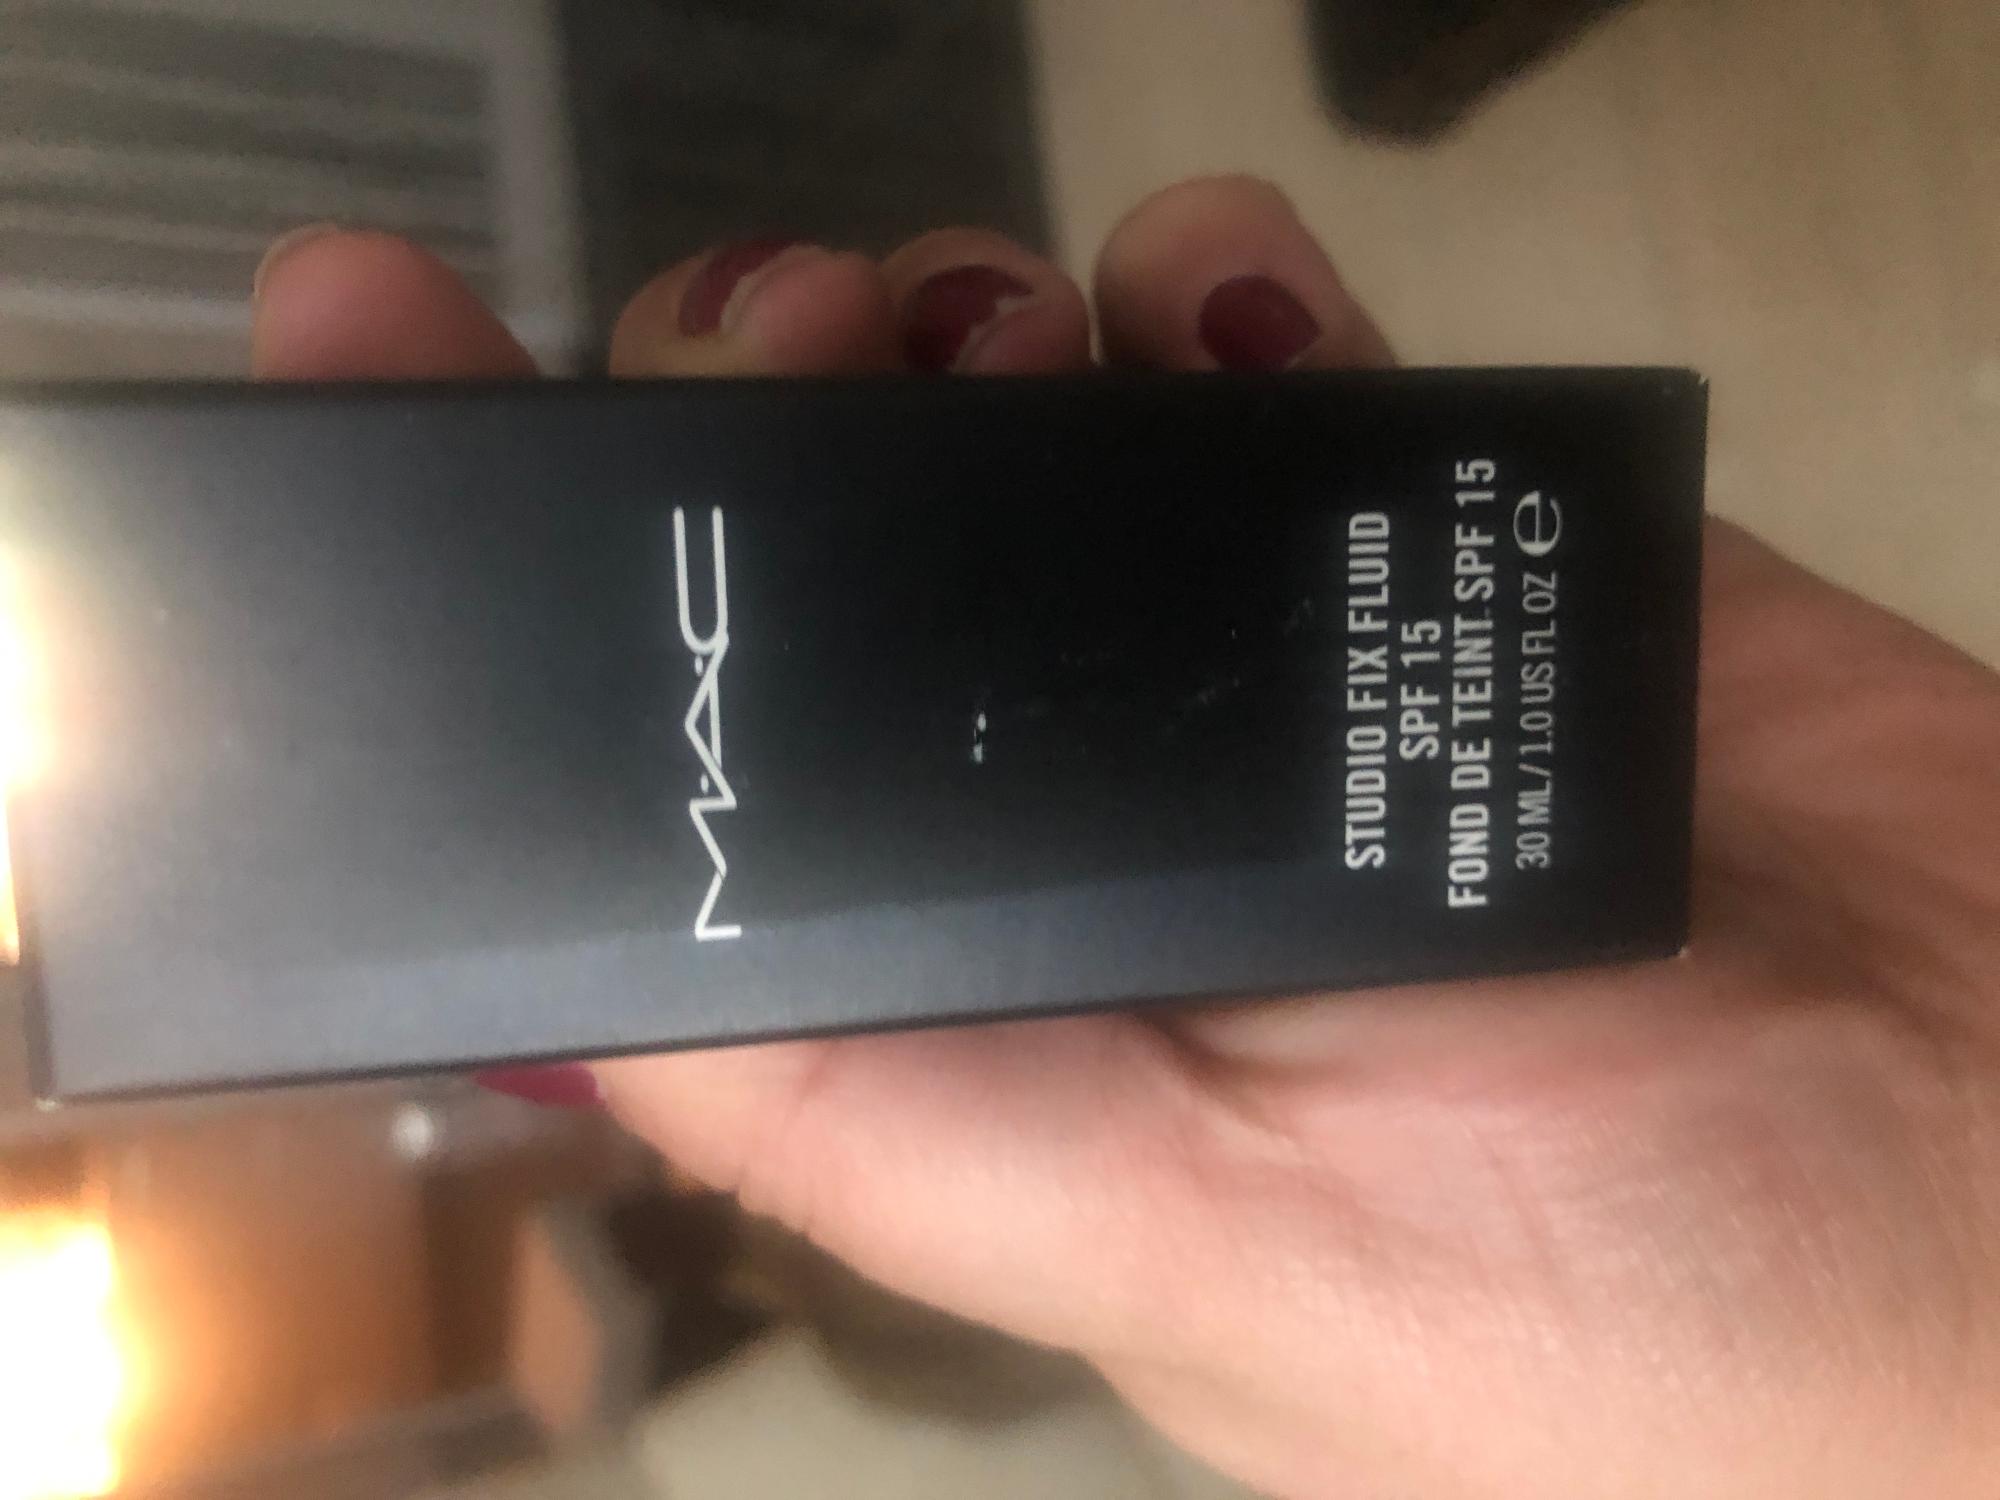 M·A·C
STUDIO FIX FLUID
SPF 15
FOND DE TEINT SPF 15
30 ML / 1.0 US FL OZ ℮